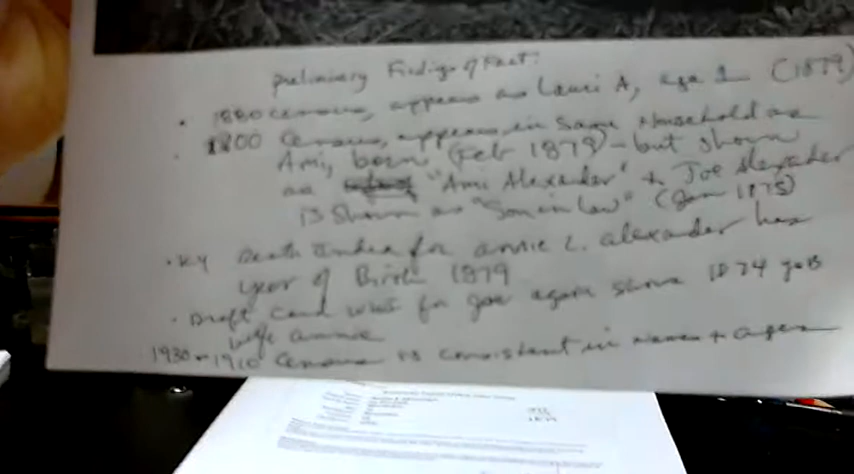 Preliminary Findings of Fact:
• 1880 census, appears as Lauri A, age 1 (1879)
• 1900 Census, appears in same Household as
Ami, born (Feb 1879) - but shown
as "Ami Alexander" + Joe Alexander
is shown as "Son in Law" (Jan 1875)
• KY Death Index for annie L. alexander has
year of Birth 1879
• Draft Card WWI for Joe again shows 1874 yob
wife annie
1930 1910 Census is consistent in names + ages